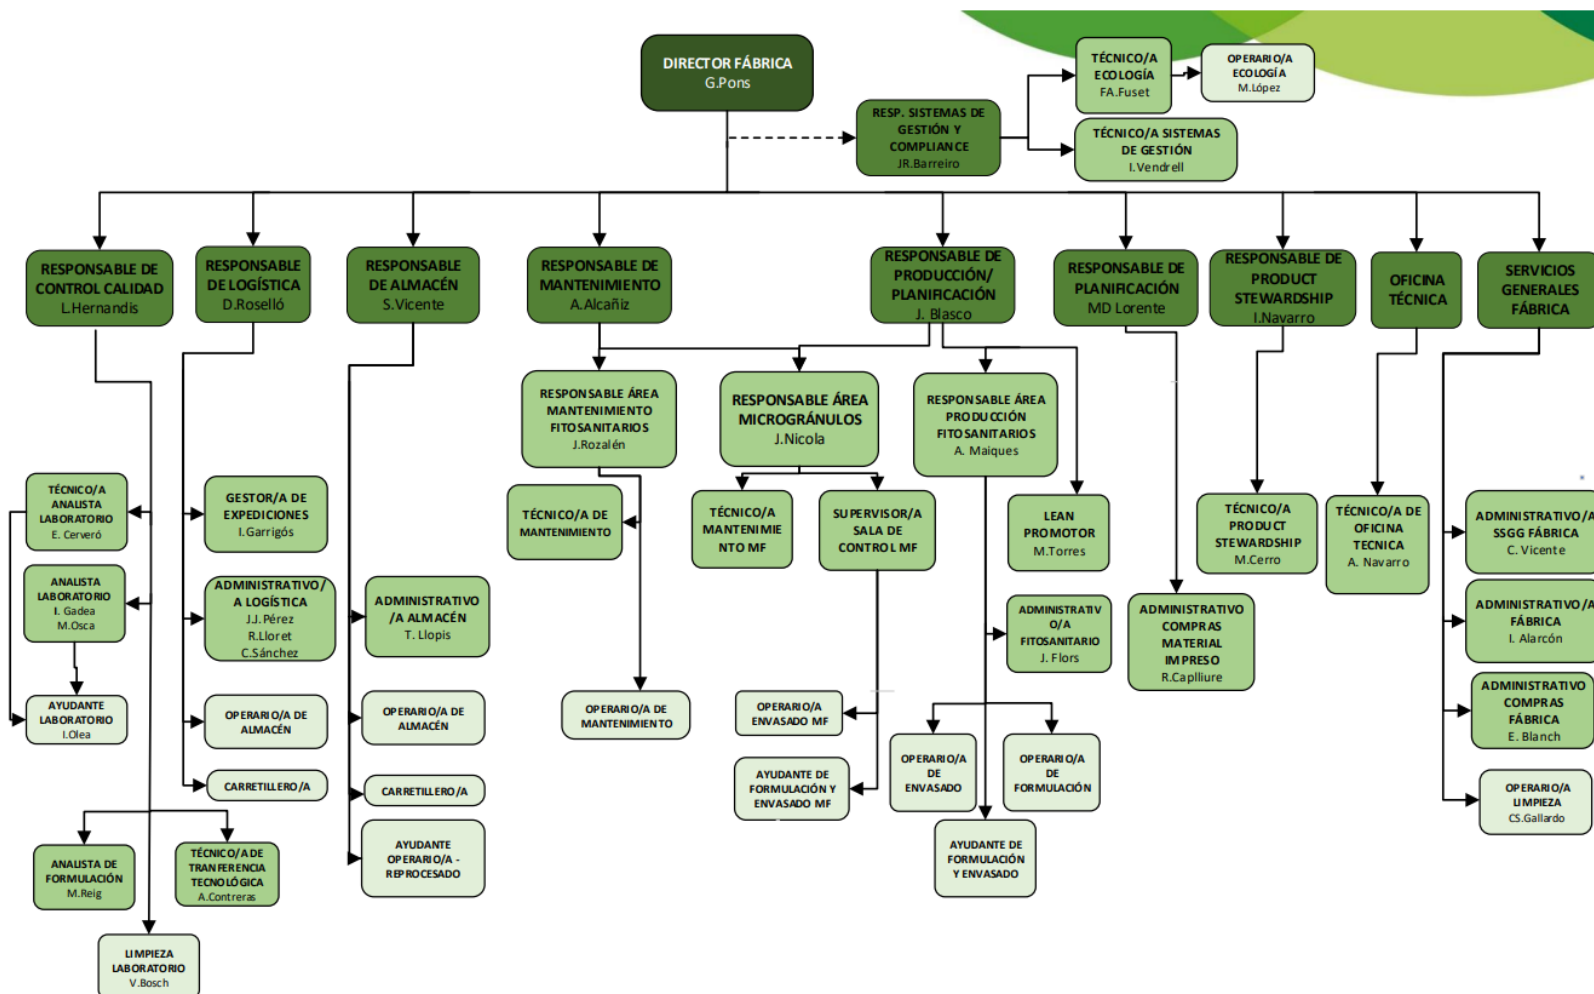 DIRECTOR FÁBRICA
G.Pons
TÉCNICO/A
ECOLOGÍA
FA.Fuset
OPERARIO/A
ECOLOGÍA
M.López
RESP. SISTEMAS DE
GESTIÓN Y
COMPLIANCE
JR.Barreiro
TÉCNICO/A SISTEMAS
DE GESTIÓN
I.Vendrell
RESPONSABLE DE
CONTROL CALIDAD
L.Hernandis
RESPONSABLE
DE LOGÍSTICA
D.Roselló
RESPONSABLE
DE ALMACÉN
S.Vicente
RESPONSABLE DE
MANTENIMIENTO
A.Alcañiz
RESPONSABLE DE
PRODUCCIÓN/
PLANIFICACIÓN
J. Blasco
RESPONSABLE DE
PLANIFICACIÓN
MD Lorente
RESPONSABLE DE
PRODUCT
STEWARDSHIP
I.Navarro
OFICINA
TÉCNICA
SERVICIOS
GENERALES
FÁBRICA
RESPONSABLE ÁREA
MANTENIMIENTO
FITOSANITARIOS
J.Rozalén
RESPONSABLE ÁREA
MICROGRÁNULOS
J.Nicola
RESPONSABLE ÁREA
PRODUCCIÓN
FITOSANITARIOS
A. Maiques
TÉCNICO/A
ANALISTA
LABORATORIO
E. Cerveró
GESTOR/A DE
EXPEDICIONES
I.Garrigós
TÉCNICO/A DE
MANTENIMIENTO
TÉCNICO/A
MANTENIMIE
NTO MF
SUPERVISOR/A
SALA DE
CONTROL MF
LEAN
PROMOTOR
M.Torres
TÉCNICO/A
PRODUCT
STEWARDSHIP
M.Cerro
TÉCNICO/A DE
OFICINA
TECNICA
A. Navarro
ADMINISTRATIVO/A
SSGG FÁBRICA
C. Vicente
ANALISTA
LABORATORIO
I. Gadea
M.Osca
ADMINISTRATIVO/
A LOGÍSTICA
J.J.Pérez
R.Lloret
C.Sánchez
ADMINISTRATIVO
/A ALMACÉN
T. Llopis
ADMINISTRATIV
O/A
FITOSANITARIO
J. Flors
ADMINISTRATIVO
COMPRAS
MATERIAL
IMPRESO
R.Caplliure
ADMINISTRATIVO/A
FÁBRICA
I. Alarcón
AYUDANTE
LABORATORIO
I.Olea
OPERARIO/A DE
ALMACÉN
OPERARIO/A DE
ALMACÉN
OPERARIO/A DE
MANTENIMIENTO
OPERARIO/A
ENVASADO MF
OPERARIO/A
DE
ENVASADO
OPERARIO/A
DE
FORMULACIÓN
ADMINISTRATIVO
COMPRAS
FÁBRICA
E. Blanch
CARRETILLERO/A
CARRETILLERO/A
AYUDANTE DE
FORMULACIÓN Y
ENVASADO MF
OPERARIO/A
LIMPIEZA
CS.Gallardo
ANALISTA DE
FORMULACIÓN
M.Reig
TÉCNICO/A DE
TRANFERENCIA
TECNOLÓGICA
A.Contreras
AYUDANTE
OPERARIO/A -
REPROCESADO
AYUDANTE DE
FORMULACIÓN
Y ENVASADO
LIMPIEZA
LABORATORIO
V.Bosch